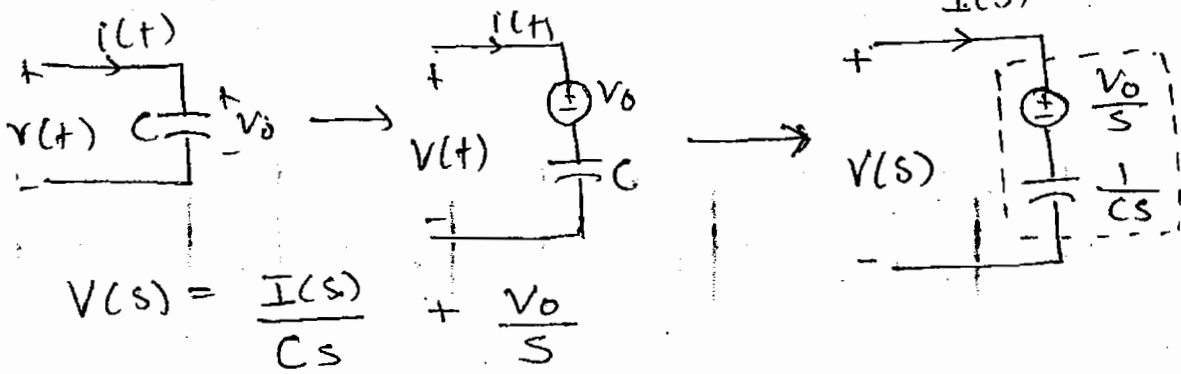 i(t)
+
v(t)
-
C
+
V₀
-
i(t)
+
V(t)
-
+
-
V₀
C
I(S)
+
V(S)
-
+
-
V₀/S
1/CS
V(S) = I(S)/CS + V₀/S